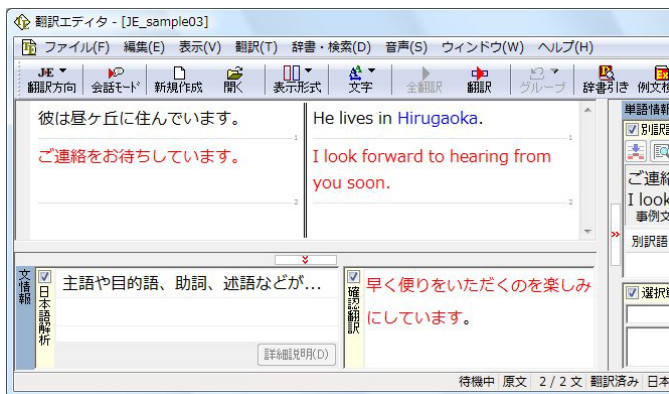 翻訳エディタ - [JE_sample03]
ファイル(F) 編集(E) 表示(V) 翻訳(T) 辞書・検索(D) 音声(S) ウィンドウ(W) ヘルプ(H)
JE
翻訳方向 会話モード 新規作成 開く 表示形式 文字 全翻訳 翻訳 グループ 辞書引き 例文検
彼は昼ケ丘に住んでいます。
1
ご連絡をお待ちしています。
2
He lives in Hirugaoka.
1
I look forward to hearing from
you soon.
2
単語情報
別訳語
ご連絡
I look
事例文
別訳語
選択
文情報
日本語解析
主語や目的語、助詞、述語などが...
詳細説明(D)
確認翻訳
早く便りをいただくのを楽しみ
にしています。
待機中 原文 2 / 2 文 翻訳済み 日本